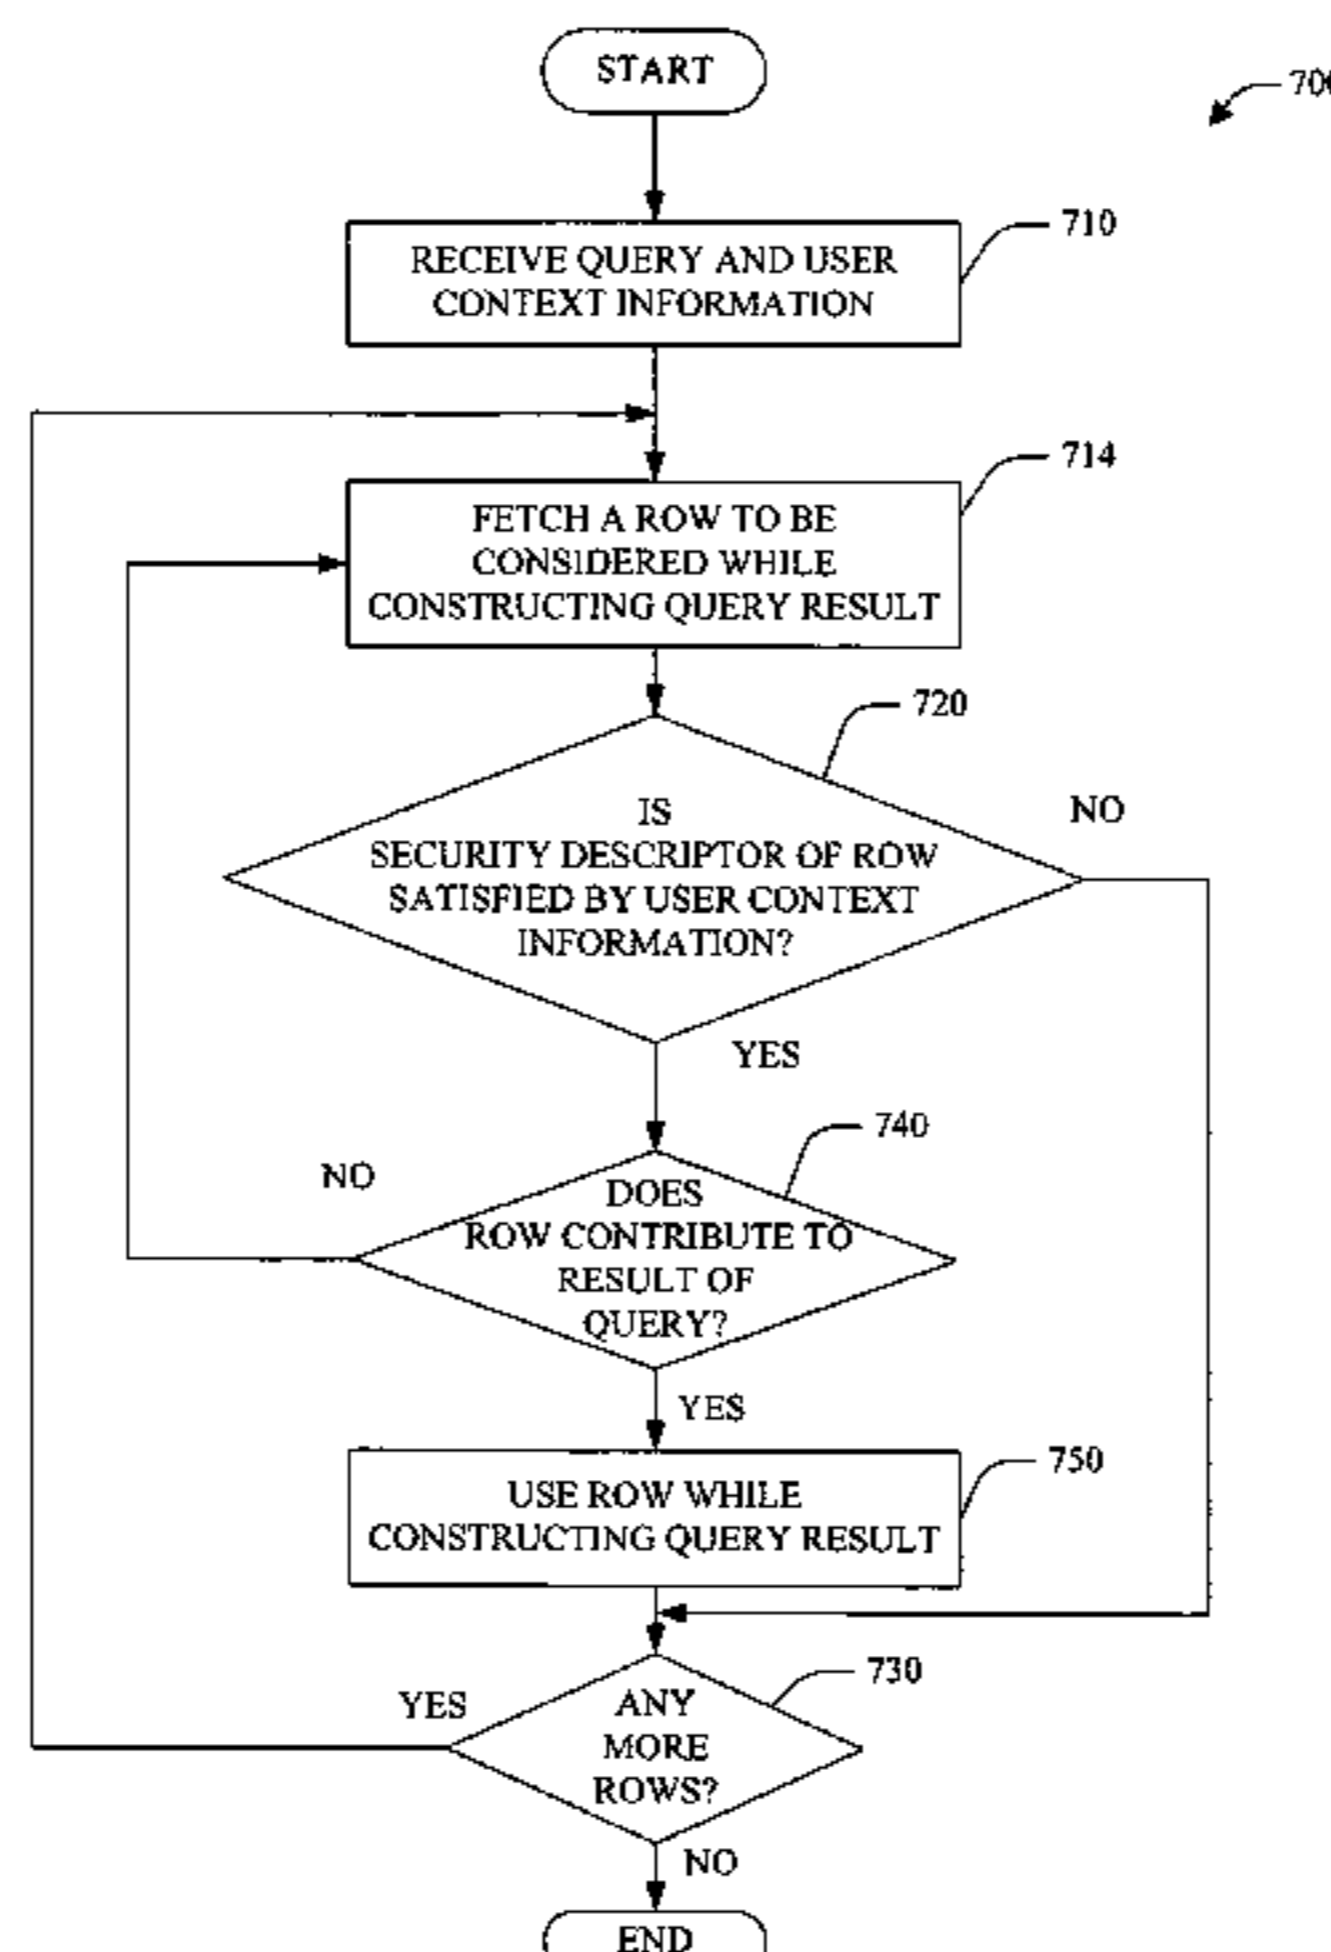 START
700
710
RECEIVE QUERY AND USER
CONTEXT INFORMATION
714
FETCH A ROW TO BE
CONSIDERED WHILE
CONSTRUCTING QUERY RESULT
720
NO
IS
SECURITY DESCRIPTOR OF ROW
SATISFIED BY USER CONTEXT
INFORMATION?
YES
740
NO
DOES
ROW CONTRIBUTE TO
RESULT OF
QUERY?
YES
750
USE ROW WHILE
CONSTRUCTING QUERY RESULT
730
YES
ANY
MORE
ROWS?
NO
END